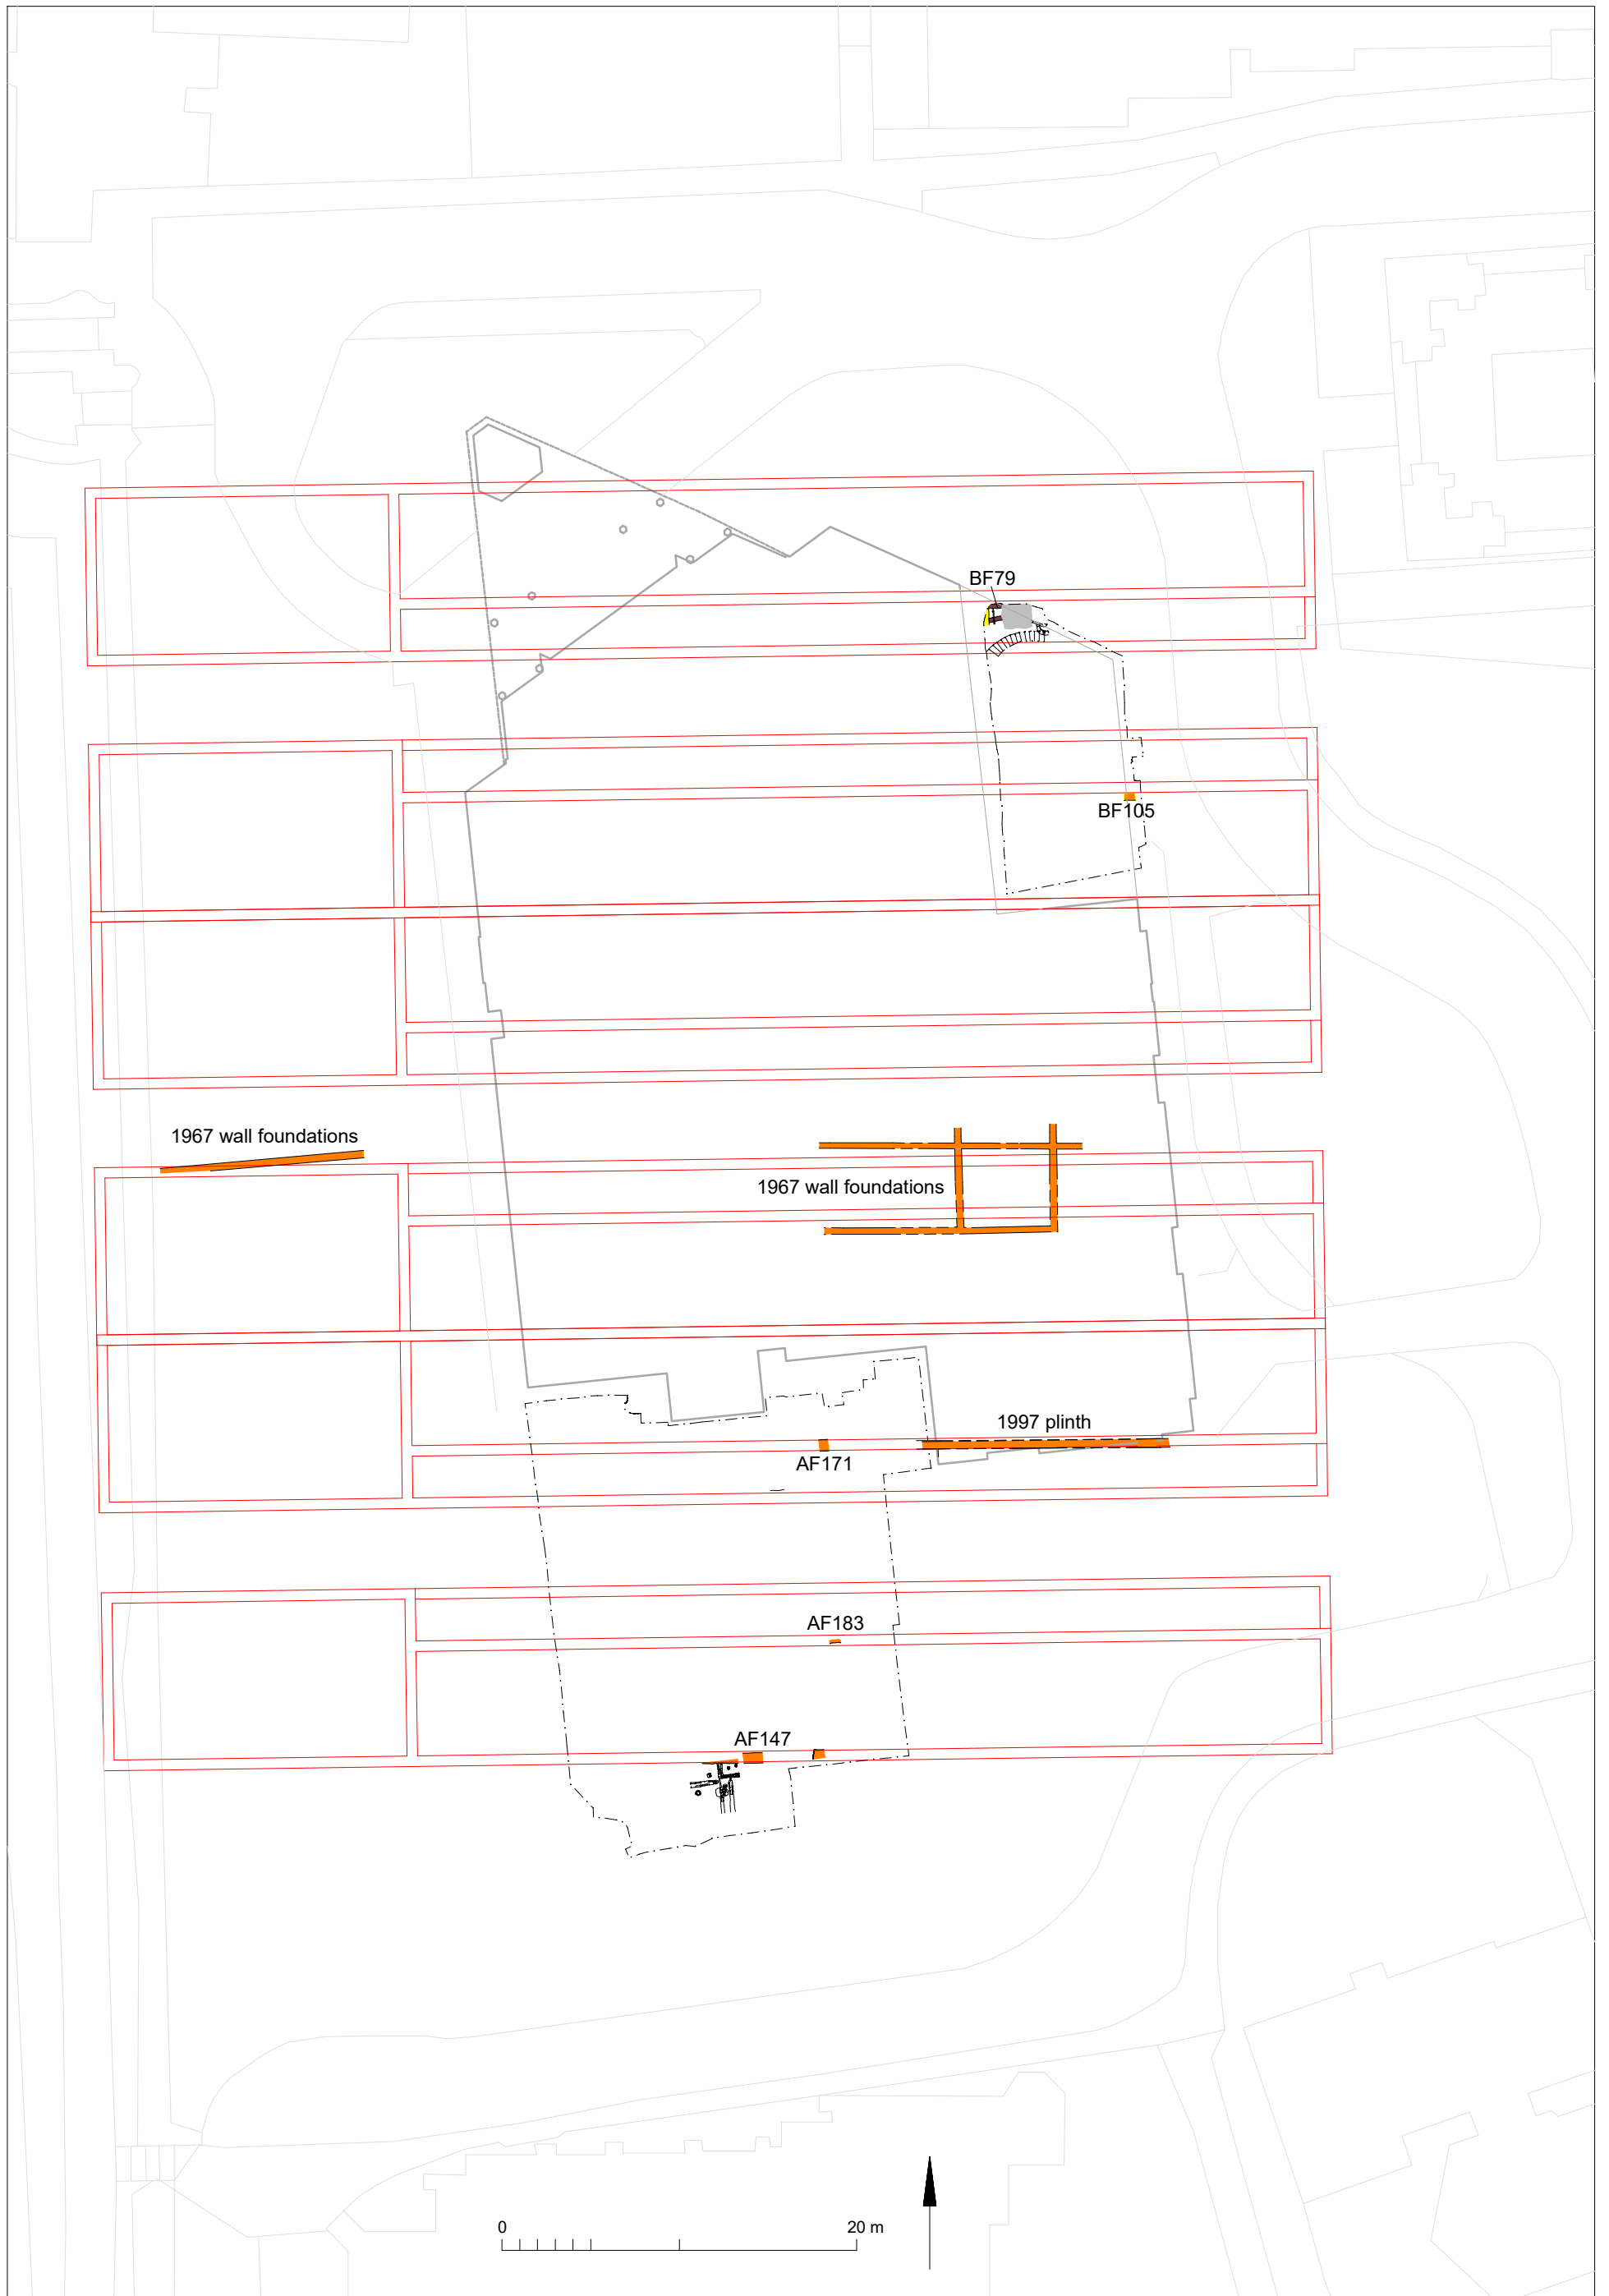 BF79
BF105
1967 wall foundations
1967 wall foundations
1997 plinth
AF171
AF183
AF147
0
20 m